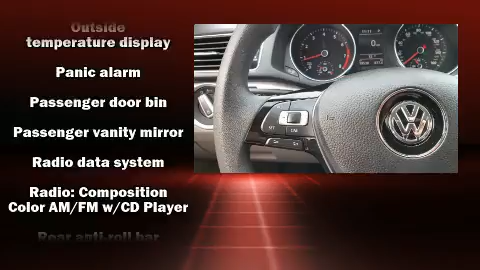 Outside
temperature display
Panic alarm
Passenger door bin
Passenger vanity mirror
Radio data system
Radio: Composition
Color AM/FM w/CD Player
Rear anti-roll bar